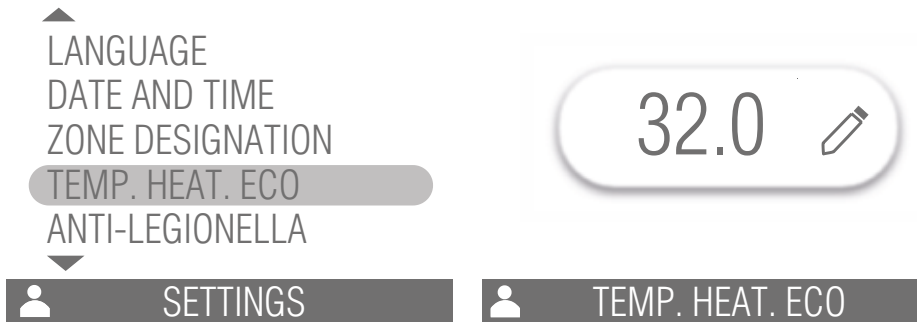 LANGUAGE
DATE AND TIME
ZONE DESIGNATION
TEMP. HEAT. ECO
ANTI-LEGIONELLA
SETTINGS
32.0
TEMP. HEAT. ECO